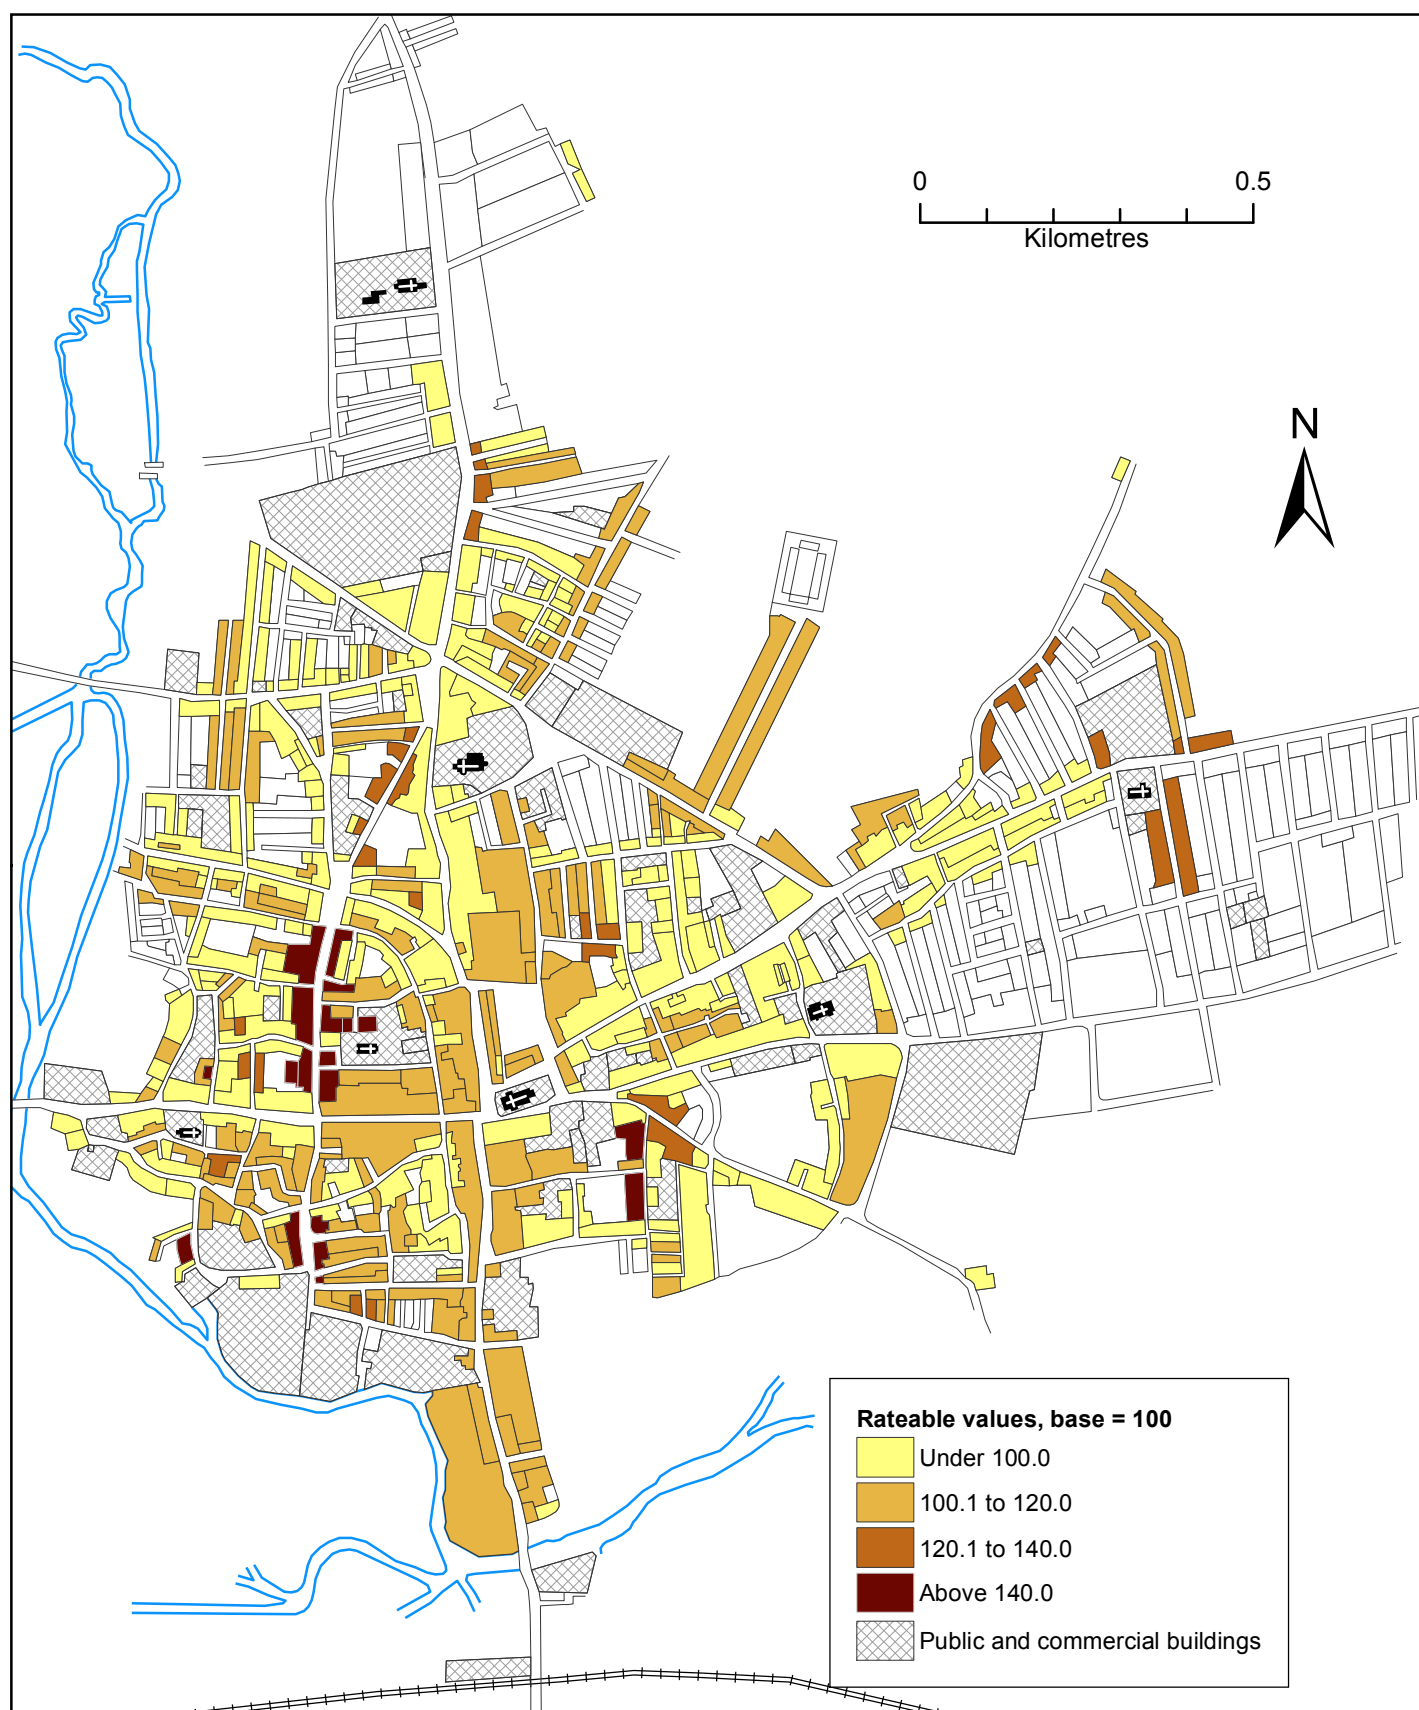 0 0.5
Kilometres
N
Rateable values, base = 100
Under 100.0
100.1 to 120.0
120.1 to 140.0
Above 140.0
Public and commercial buildings